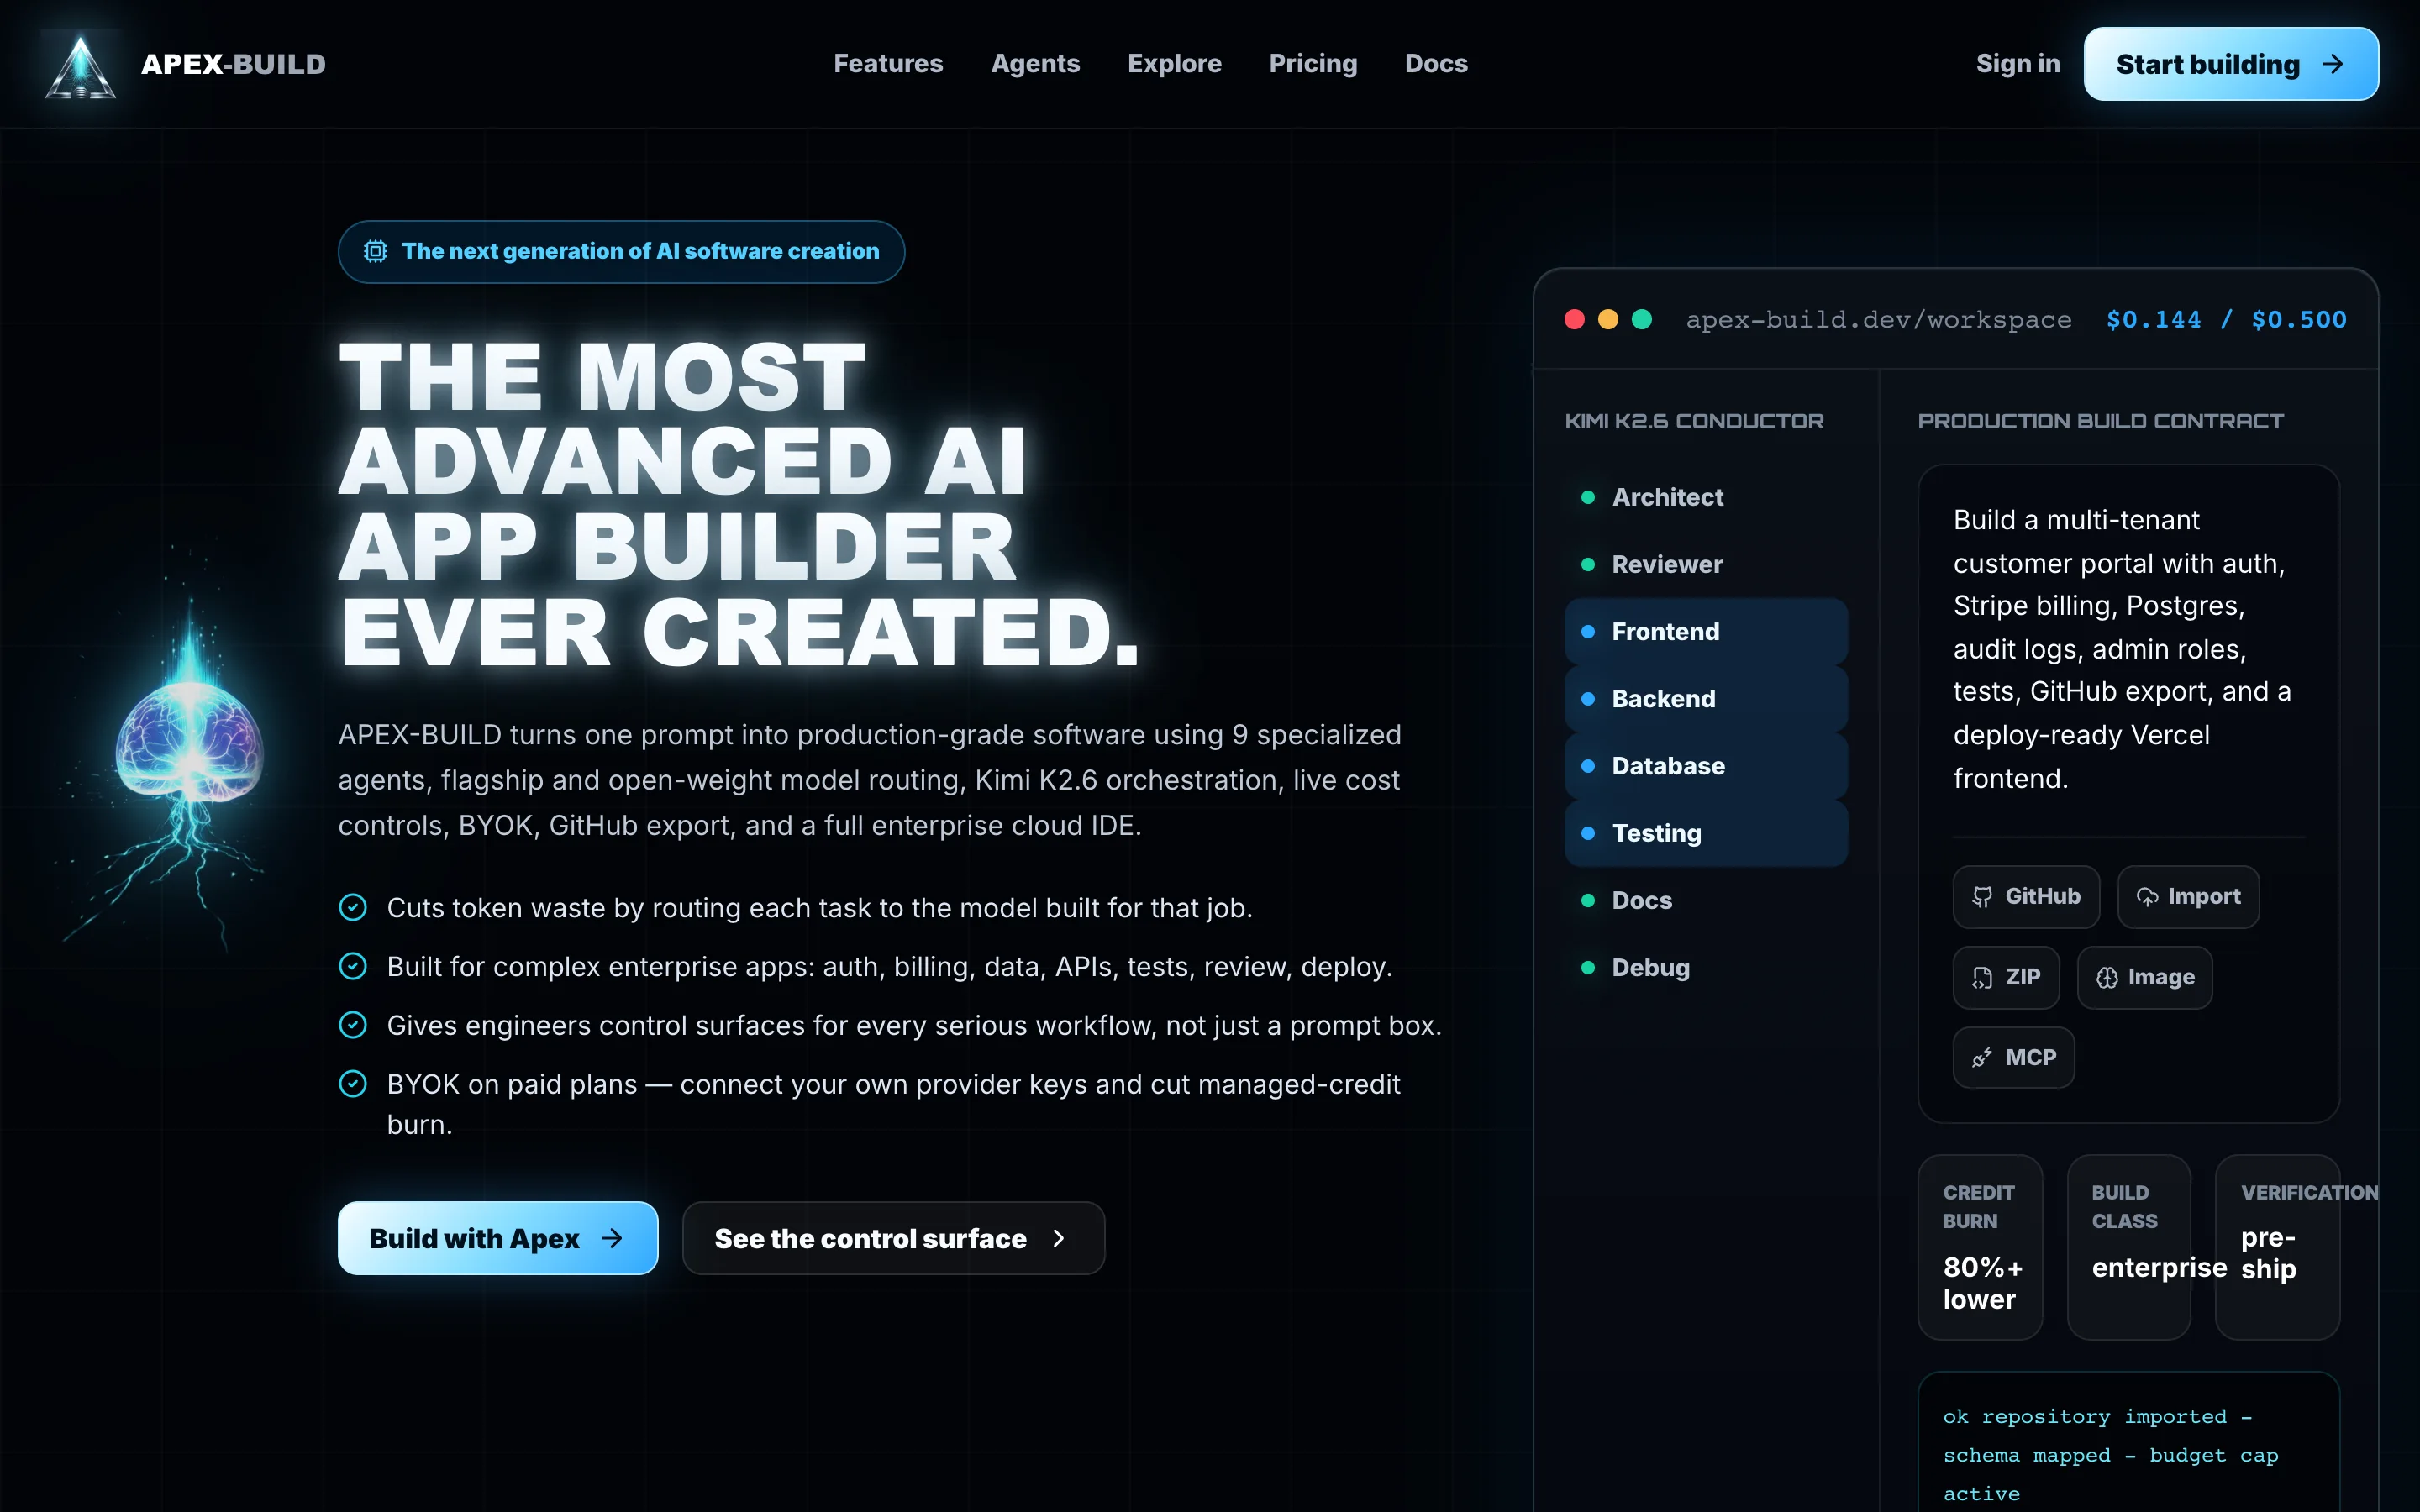 APEX-BUILD
Features
Agents
Explore
Pricing
Docs
Sign in
Start building
The next generation of AI software creation
THE MOST
ADVANCED AI
APP BUILDER
EVER CREATED.
APEX-BUILD turns one prompt into production-grade software using 9 specialized
agents, flagship and open-weight model routing, Kimi K2.6 orchestration, live cost
controls, BYOK, GitHub export, and a full enterprise cloud IDE.
Cuts token waste by routing each task to the model built for that job.
Built for complex enterprise apps: auth, billing, data, APIs, tests, review, deploy.
Gives engineers control surfaces for every serious workflow, not just a prompt box.
BYOK on paid plans — connect your own provider keys and cut managed-credit
burn.
Build with Apex
See the control surface
apex-build.dev/workspace
$0.144 / $0.500
KIMI K2.6 CONDUCTOR
Architect
Reviewer
Frontend
Backend
Database
Testing
Docs
Debug
PRODUCTION BUILD CONTRACT
Build a multi-tenant
customer portal with auth,
Stripe billing, Postgres,
audit logs, admin roles,
tests, GitHub export, and a
deploy-ready Vercel
frontend.
GitHub
Import
ZIP
Image
MCP
CREDIT
BURN
80%+
lower
BUILD
CLASS
enterprise
VERIFICATION
pre-
ship
ok repository imported -
schema mapped - budget cap
active